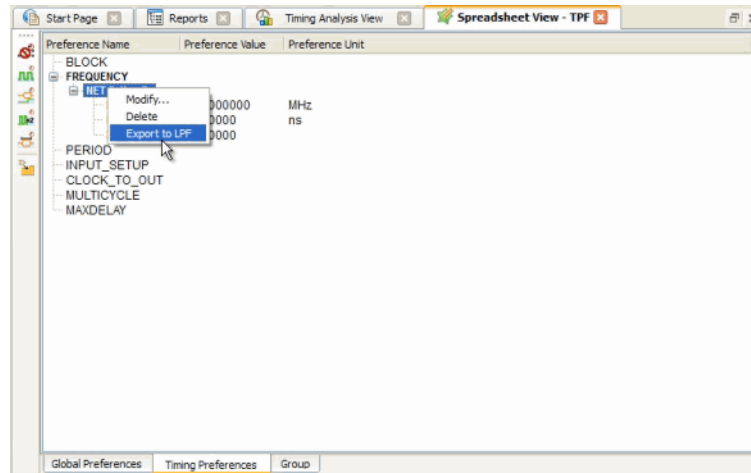 Start Page Reports Timing Analysis View Spreadsheet View - TPF
Preference Name Preference Value Preference Unit
BLOCK
FREQUENCY
NET
Modify...
000000 MHz
Delete
0000 ns
Export to LPF
0000
PERIOD
INPUT_SETUP
CLOCK_TO_OUT
MULTICYCLE
MAXDELAY
Global Preferences Timing Preferences Group